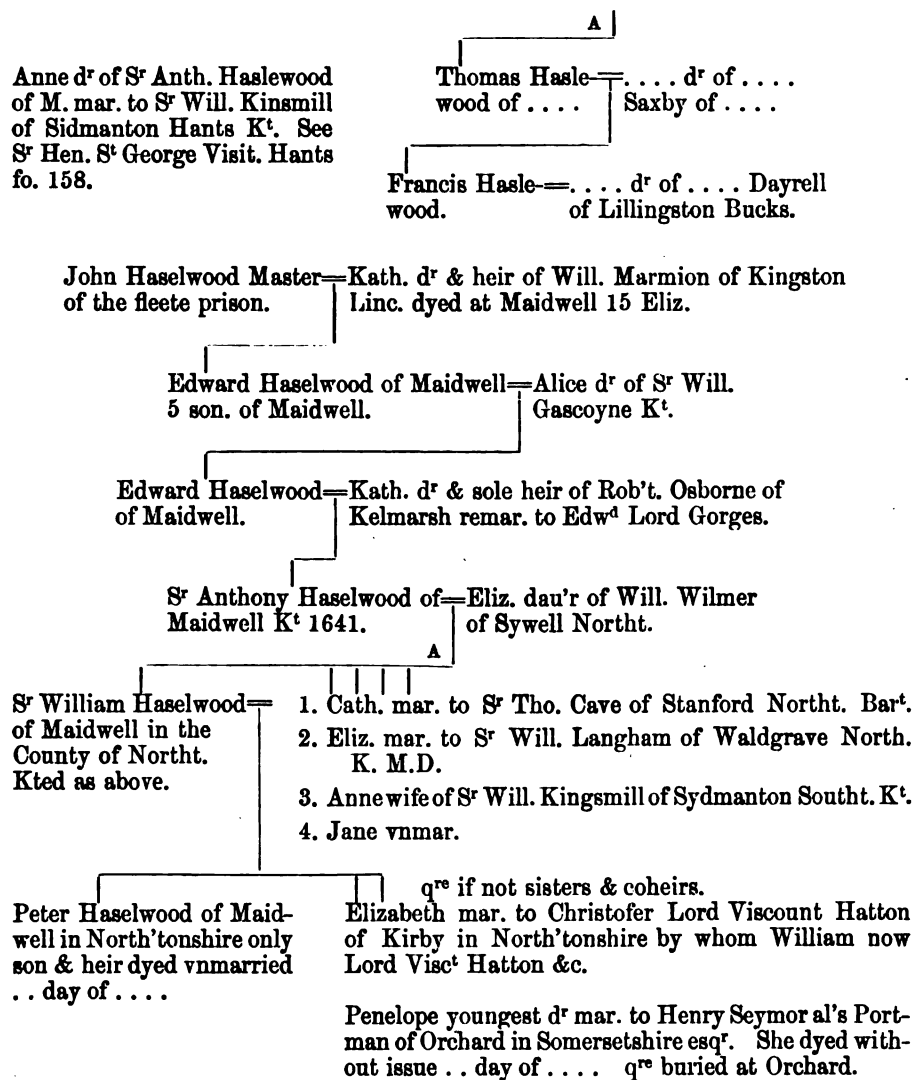 A
Anne dʳ of Sʳ Anth. Haslewood
of M. mar. to Sʳ Will. Kinsmill
of Sidmanton Hants Kᵗ. See
Sʳ Hen. Sᵗ George Visit. Hants
fo. 158.
Thomas Hasle-=. . . . dʳ of . . . .
wood of . . . . Saxby of . . . .
Francis Hasle-=. . . . dʳ of . . . . Dayrell
wood. of Lillingston Bucks.
John Haselwood Master=Kath. dʳ & heir of Will. Marmion of Kingston
of the fleete prison. Linc. dyed at Maidwell 15 Eliz.
Edward Haselwood of Maidwell=Alice dʳ of Sʳ Will.
5 son. of Maidwell. Gascoyne Kᵗ.
Edward Haselwood=Kath. dʳ & sole heir of Rob't. Osborne of
of Maidwell. Kelmarsh remar. to Edwᵈ Lord Gorges.
Sʳ Anthony Haselwood of=Eliz. dau'r of Will. Wilmer
Maidwell Kᵗ 1641. of Sywell Northt.
A
Sʳ William Haselwood=
of Maidwell in the
County of Northt.
Kted as above.
1. Cath. mar. to Sʳ Tho. Cave of Stanford Northt. Barᵗ.
2. Eliz. mar. to Sʳ Will. Langham of Waldgrave North.
K. M.D.
3. Anne wife of Sʳ Will. Kingsmill of Sydmanton Southt. Kᵗ.
4. Jane vnmar.
Peter Haselwood of Maid-
well in North'tonshire only
son & heir dyed vnmarried
. . day of . . . .
qʳᵉ if not sisters & coheirs.
Elizabeth mar. to Christofer Lord Viscount Hatton
of Kirby in North'tonshire by whom William now
Lord Viscᵗ Hatton &c.
Penelope youngest dʳ mar. to Henry Seymor al's Port-
man of Orchard in Somersetshire esqʳ. She dyed with-
out issue . . day of . . . . qʳᵉ buried at Orchard.